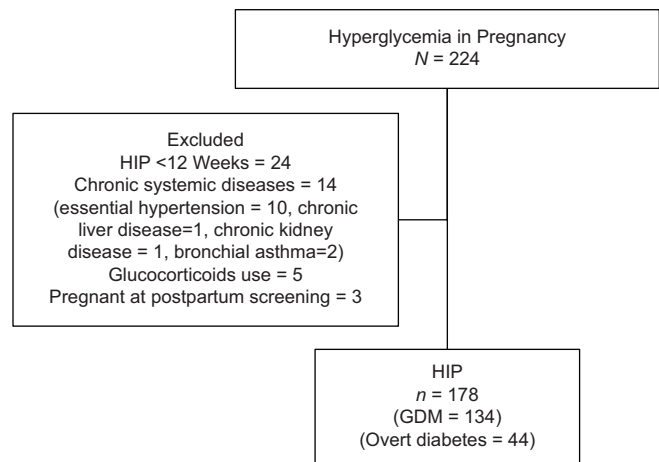 Hyperglycemia in Pregnancy
N = 224
Excluded
HIP <12 Weeks = 24
Chronic systemic diseases = 14
(essential hypertension = 10, chronic
liver disease=1, chronic kidney
disease = 1, bronchial asthma=2)
Glucocorticoids use = 5
Pregnant at postpartum screening = 3
HIP
n = 178
(GDM = 134)
(Overt diabetes = 44)